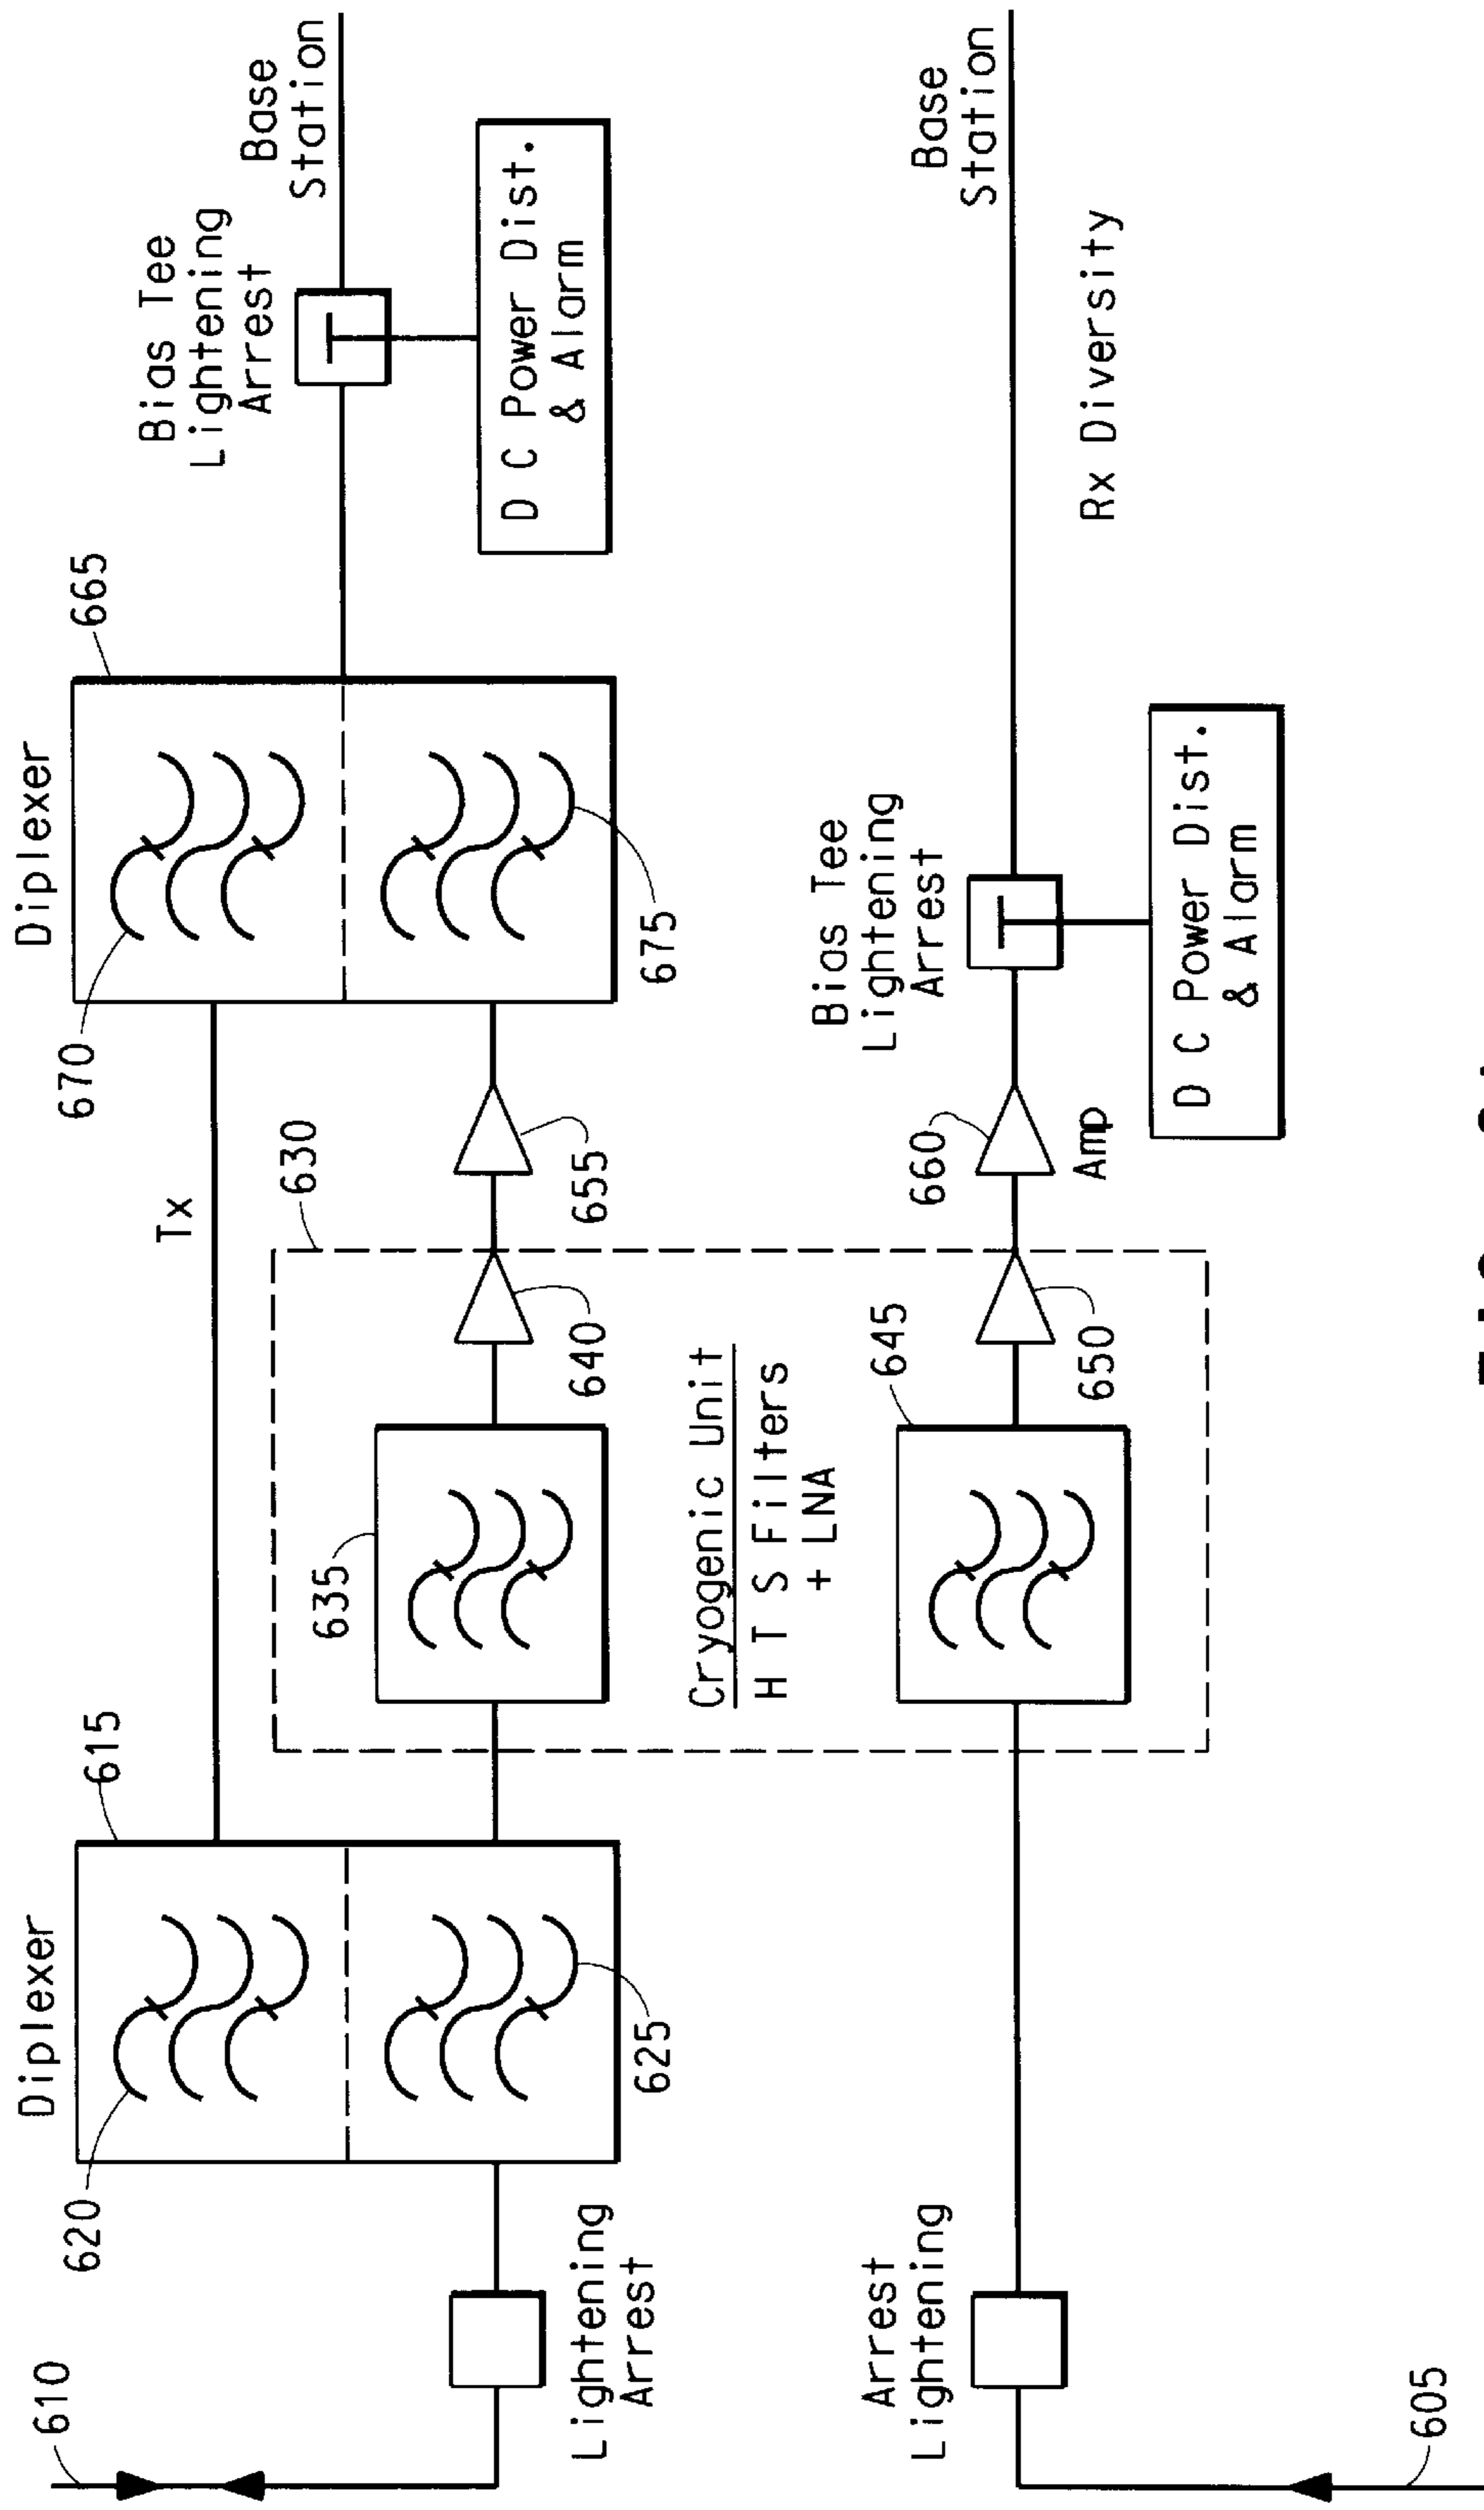 610
620
Diplexer
615
Tx
670
Diplexer
665
Bias Tee
Lightening
Arrest
Base
Station
Lightening
Arrest
625
635
630
640
655
675
D C Power Dist.
& Alarm
Cryogenic Unit
H T S Filters
+ LNA
Arrest
Lightening
645
650
660
Amp
Bias Tee
Lightening
Arrest
Base
Station
Rx Diversity
D C Power Dist.
& Alarm
605